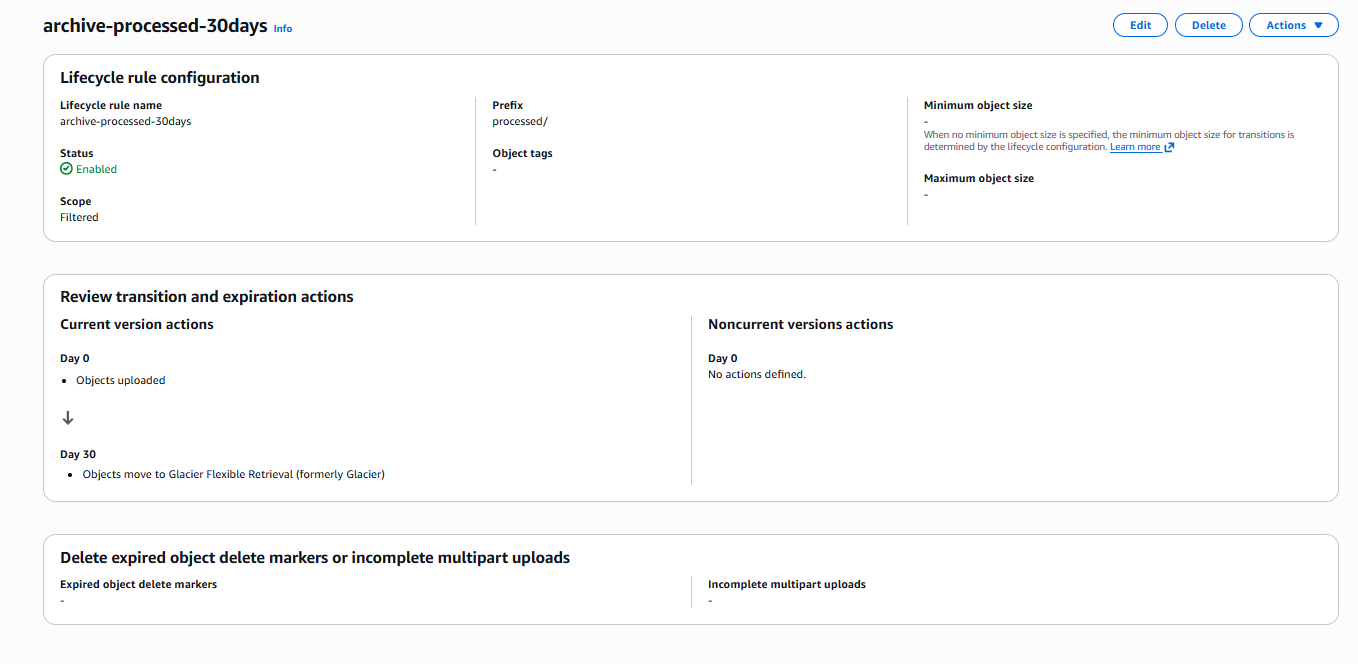 archive-processed-30days Info
Edit
Delete
Actions
Lifecycle rule configuration
Lifecycle rule name
archive-processed-30days
Status
Enabled
Scope
Filtered
Prefix
processed/
Object tags
-
Minimum object size
-
When no minimum object size is specified, the minimum object size for transitions is
determined by the lifecycle configuration. Learn more
Maximum object size
-
Review transition and expiration actions
Current version actions
Day 0
• Objects uploaded
↓
Day 30
• Objects move to Glacier Flexible Retrieval (formerly Glacier)
Noncurrent versions actions
Day 0
No actions defined.
Delete expired object delete markers or incomplete multipart uploads
Expired object delete markers
-
Incomplete multipart uploads
-